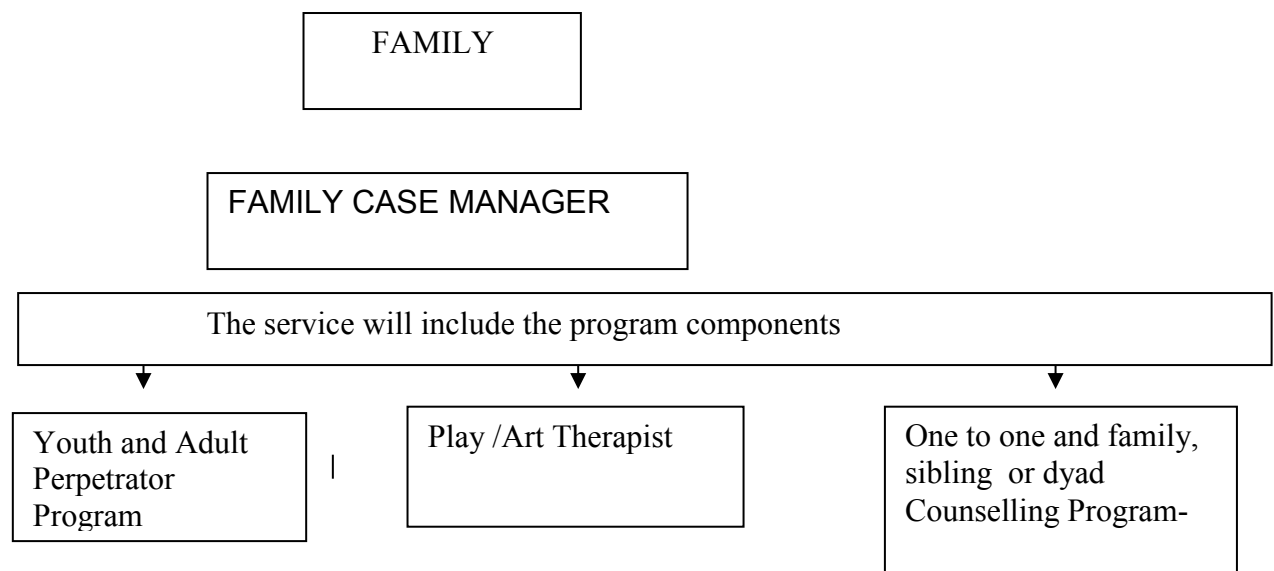 FAMILY
FAMILY CASE MANAGER
The service will include the program components
Youth and Adult
Perpetrator
Program
Play /Art Therapist
One to one and family,
sibling  or dyad
Counselling Program-